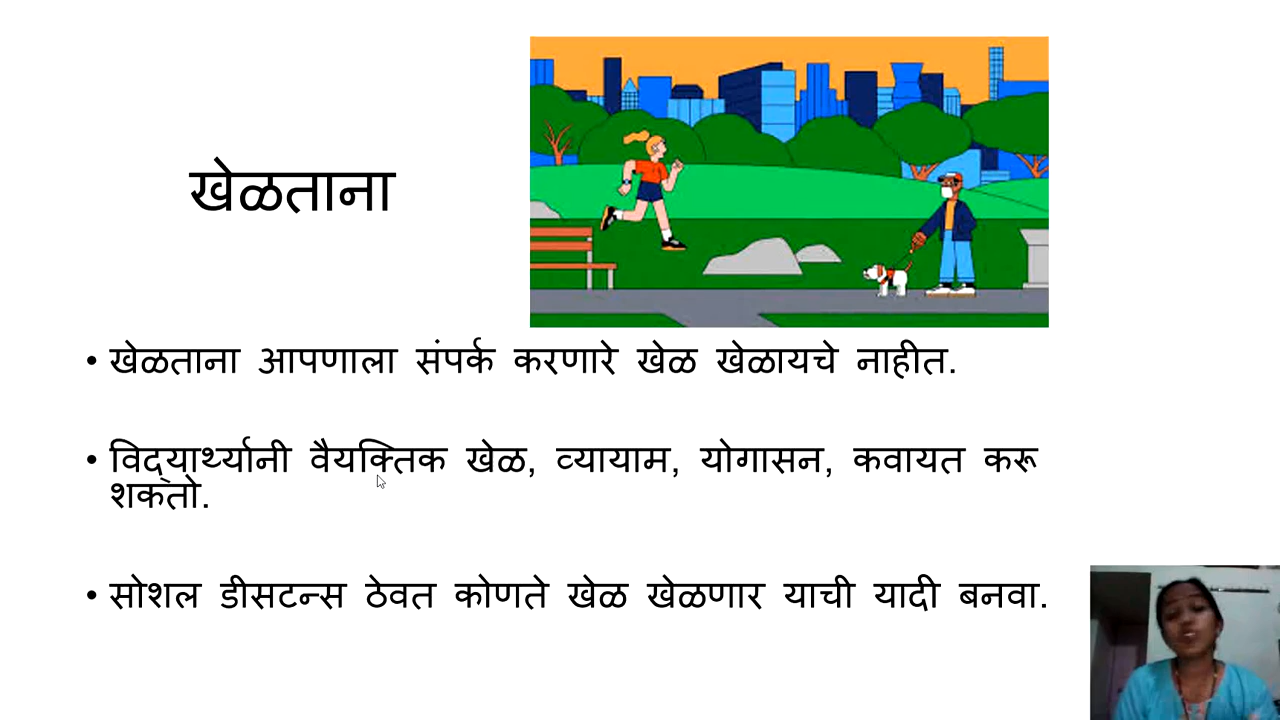 खेळताना
• खेळताना आपणाला संपर्क करणारे खेळ खेळायचे नाहीत.
• विद्यार्थ्यांनी वैयक्तिक खेळ, व्यायाम, योगासन, कवायत करू
शकतो.
• सोशल डीसटन्स ठेवत कोणते खेळ खेळणार याची यादी बनवा.